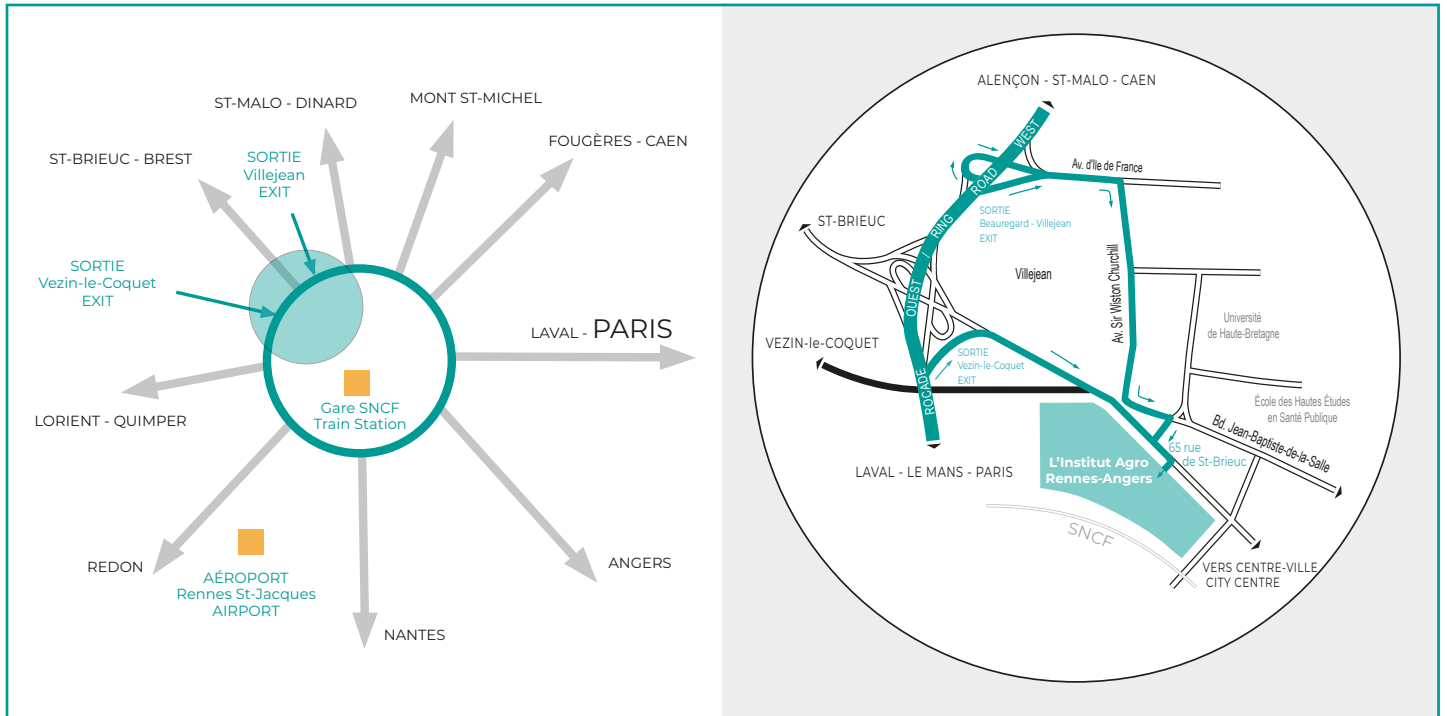 ST-MALO - DINARD
MONT ST-MICHEL
FOUGÈRES - CAEN
ST-BRIEUC - BREST
SORTIE
Villejean
EXIT
SORTIE
Vezin-le-Coquet
EXIT
LAVAL - PARIS
Gare SNCF
Train Station
LORIENT - QUIMPER
REDON
AÉROPORT
Rennes St-Jacques
AIRPORT
ANGERS
NANTES
ALENÇON - ST-MALO - CAEN
ROCADE OUEST / RING ROAD WEST
Av. d'Ile de France
ST-BRIEUC
SORTIE
Beauregard - Villejean
EXIT
Villejean
Av. Sir Wiston Churchill
Université
de Haute-Bretagne
VEZIN-le-COQUET
SORTIE
Vezin-le-Coquet
EXIT
École des Hautes Études
en Santé Publique
Bd. Jean-Baptiste-de-la-Salle
65 rue
de St-Brieuc
L'Institut Agro
Rennes-Angers
LAVAL - LE MANS - PARIS
SNCF
VERS CENTRE-VILLE
CITY CENTRE